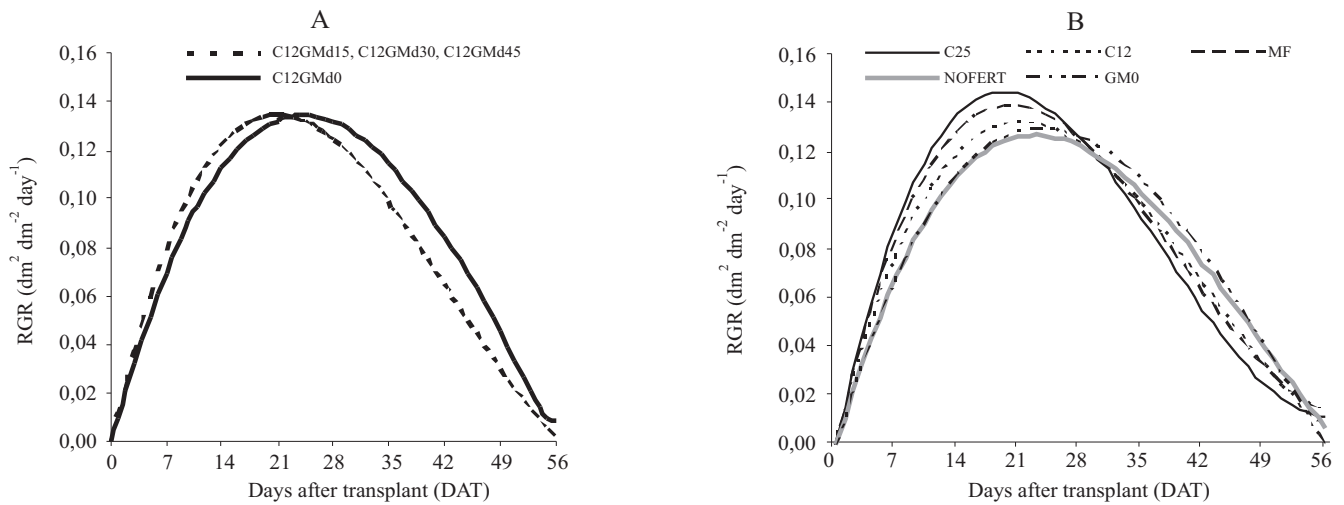 A
C12GMd15, C12GMd30, C12GMd45
C12GMd0
RGR (dm² dm⁻² day⁻¹)
0,16
0,14
0,12
0,10
0,08
0,06
0,04
0,02
0,00
0 7 14 21 28 35 42 49 56
Days after transplant (DAT)
B
C25 C12 MF
NOFERT GM0
RGR (dm² dm⁻² day⁻¹)
0,16
0,14
0,12
0,10
0,08
0,06
0,04
0,02
0,00
0 7 14 21 28 35 42 49 56
Days after transplant (DAT)